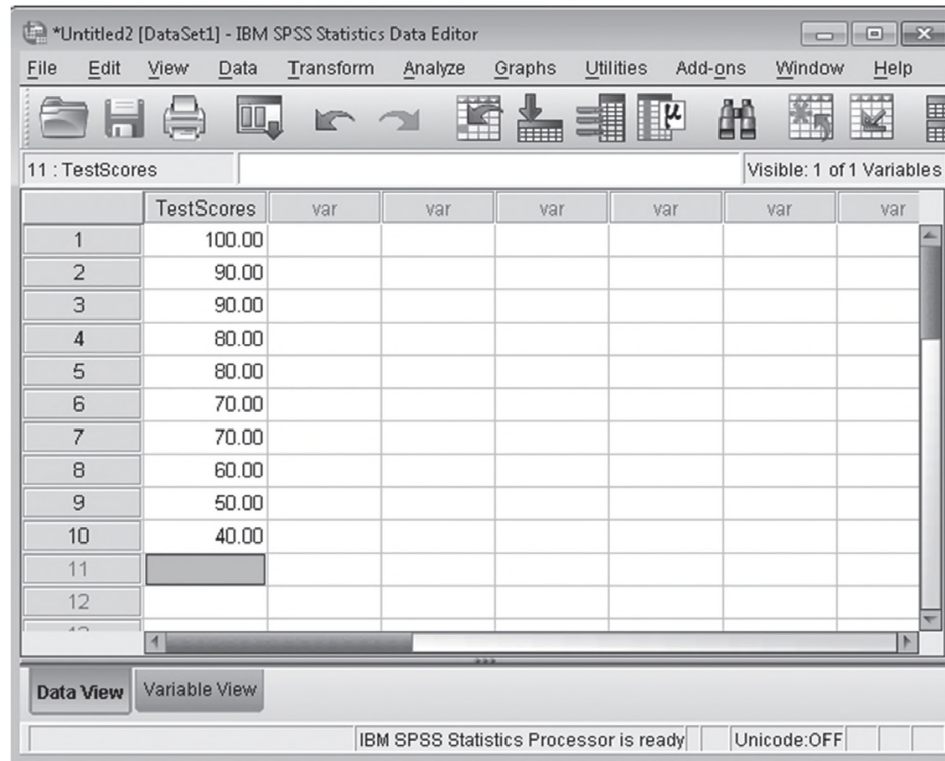 *Untitled2 [DataSet1] - IBM SPSS Statistics Data Editor
File Edit View Data Transform Analyze Graphs Utilities Add-ons Window Help
μ
11 : TestScores Visible: 1 of 1 Variables
TestScores var var var var var var
1 100.00
2 90.00
3 90.00
4 80.00
5 80.00
6 70.00
7 70.00
8 60.00
9 50.00
10 40.00
11
12
Data View Variable View
IBM SPSS Statistics Processor is ready Unicode:OFF